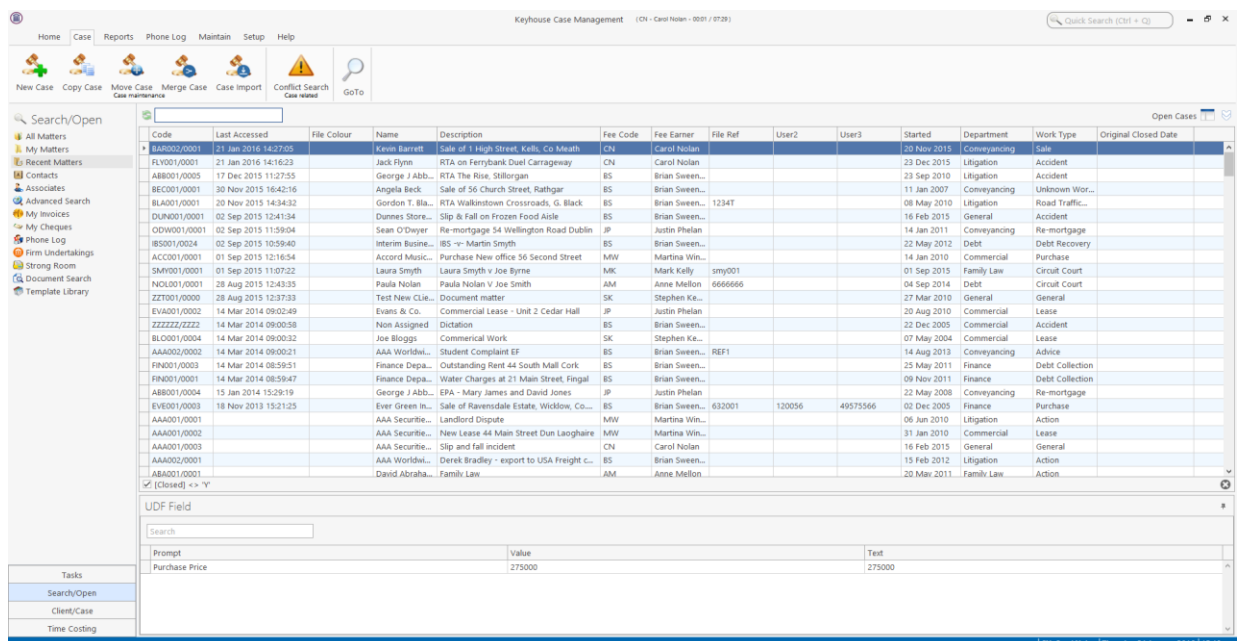 Keyhouse Case Management (CN - Carol Nolan - 00:01 / 07:29)
Quick Search (Ctrl + Q)
Home Case Reports Phone Log Maintain Setup Help
New Case Copy Case Move Case Merge Case Case Import Conflict Search GoTo
Case maintenance Case related
Search/Open
All Matters
My Matters
Recent Matters
Contacts
Associates
Advanced Search
My Invoices
My Cheques
Phone Log
Firm Undertakings
Strong Room
Document Search
Template Library
Open Cases
Code Last Accessed File Colour Name Description Fee Code Fee Earner File Ref User2 User3 Started Department Work Type Original Closed Date
BAR002/0001 21 Jan 2016 14:27:05 Kevin Barrett Sale of 1 High Street, Kells, Co Meath CN Carol Nolan 20 Nov 2015 Conveyancing Sale
FLY001/0001 21 Jan 2016 14:16:23 Jack Flynn RTA on Ferrybank Duel Carrageway CN Carol Nolan 23 Dec 2015 Litigation Accident
ABB001/0005 17 Dec 2015 11:27:55 George J Abb... RTA The Rise, Stillorgan BS Brian Sween... 23 Sep 2010 Litigation Accident
BEC001/0001 30 Nov 2015 16:42:16 Angela Beck Sale of 56 Church Street, Rathgar BS Brian Sween... 11 Jan 2007 Conveyancing Unknown Wor...
BLA001/0001 20 Nov 2015 14:34:32 Gordon T. Bla... RTA Walkinstown Crossroads, G. Black BS Brian Sween... 1234T 08 May 2010 Litigation Road Traffic...
DUN001/0001 02 Sep 2015 12:41:34 Dunnes Store... Slip & Fall on Frozen Food Aisle BS Brian Sween... 16 Feb 2015 General Accident
ODW001/0001 02 Sep 2015 11:59:04 Sean O'Dwyer Re-mortgage 54 Wellington Road Dublin JP Justin Phelan 14 Jan 2011 Conveyancing Re-mortgage
IBS001/0024 02 Sep 2015 10:59:40 Interim Busine... IBS -v- Martin Smyth BS Brian Sween... 22 May 2012 Debt Debt Recovery
ACC001/0001 01 Sep 2015 12:16:54 Accord Music... Purchase New office 56 Second Street MW Martina Win... 14 Jan 2010 Commercial Purchase
SMY001/0001 01 Sep 2015 11:07:22 Laura Smyth Laura Smyth v Joe Byrne MK Mark Kelly smy001 01 Sep 2015 Family Law Circuit Court
NOL001/0001 28 Aug 2015 12:43:35 Paula Nolan Paula Nolan V Joe Smith AM Anne Mellon 6666666 04 Sep 2014 Debt Circuit Court
ZZT001/0000 28 Aug 2015 12:37:33 Test New CLie... Document matter SK Stephen Ke... 27 Mar 2010 General General
EVA001/0002 14 Mar 2014 09:02:49 Evans & Co. Commercial Lease - Unit 2 Cedar Hall JP Justin Phelan 20 Aug 2010 Commercial Lease
ZZZZZZ/ZZZ2 14 Mar 2014 09:00:58 Non Assigned Dictation BS Brian Sween... 22 Dec 2005 Commercial Accident
BLO001/0004 14 Mar 2014 09:00:32 Joe Bloggs Commerical Work SK Stephen Ke... 07 May 2004 Commercial Lease
AAA002/0002 14 Mar 2014 09:00:21 AAA Worldwi... Student Complaint EF BS Brian Sween... REF1 14 Aug 2013 Conveyancing Advice
FIN001/0003 14 Mar 2014 08:59:51 Finance Depa... Outstanding Rent 44 South Mall Cork BS Brian Sween... 25 May 2011 Finance Debt Collection
FIN001/0001 14 Mar 2014 08:59:47 Finance Depa... Water Charges at 21 Main Street, Fingal BS Brian Sween... 09 Nov 2011 Finance Debt Collection
ABB001/0004 15 Jan 2014 15:29:19 George J Abb... EPA - Mary James and David Jones JP Justin Phelan 22 May 2008 Conveyancing Re-mortgage
EVE001/0003 18 Nov 2013 15:21:25 Ever Green In... Sale of Ravensdale Estate, Wicklow, Co.... BS Brian Sween... 632001 120056 49575566 02 Dec 2005 Finance Purchase
AAA001/0001 AAA Securitie... Landlord Dispute MW Martina Win... 06 Jun 2010 Litigation Action
AAA001/0002 AAA Securitie... New Lease 44 Main Street Dun Laoghaire MW Martina Win... 31 Jan 2010 Commercial Lease
AAA001/0003 AAA Securitie... Slip and fall incident CN Carol Nolan 16 Feb 2015 General General
AAA002/0001 AAA Worldwi... Derek Bradley - export to USA Freight c... BS Brian Sween... 15 Feb 2012 Litigation Action
ABA001/0001 David Abraha... Family Law AM Anne Mellon 20 May 2011 Family Law Action
[Closed] <> 'Y'
UDF Field
Search
Prompt Value Text
Purchase Price 275000 275000
Tasks
Search/Open
Client/Case
Time Costing